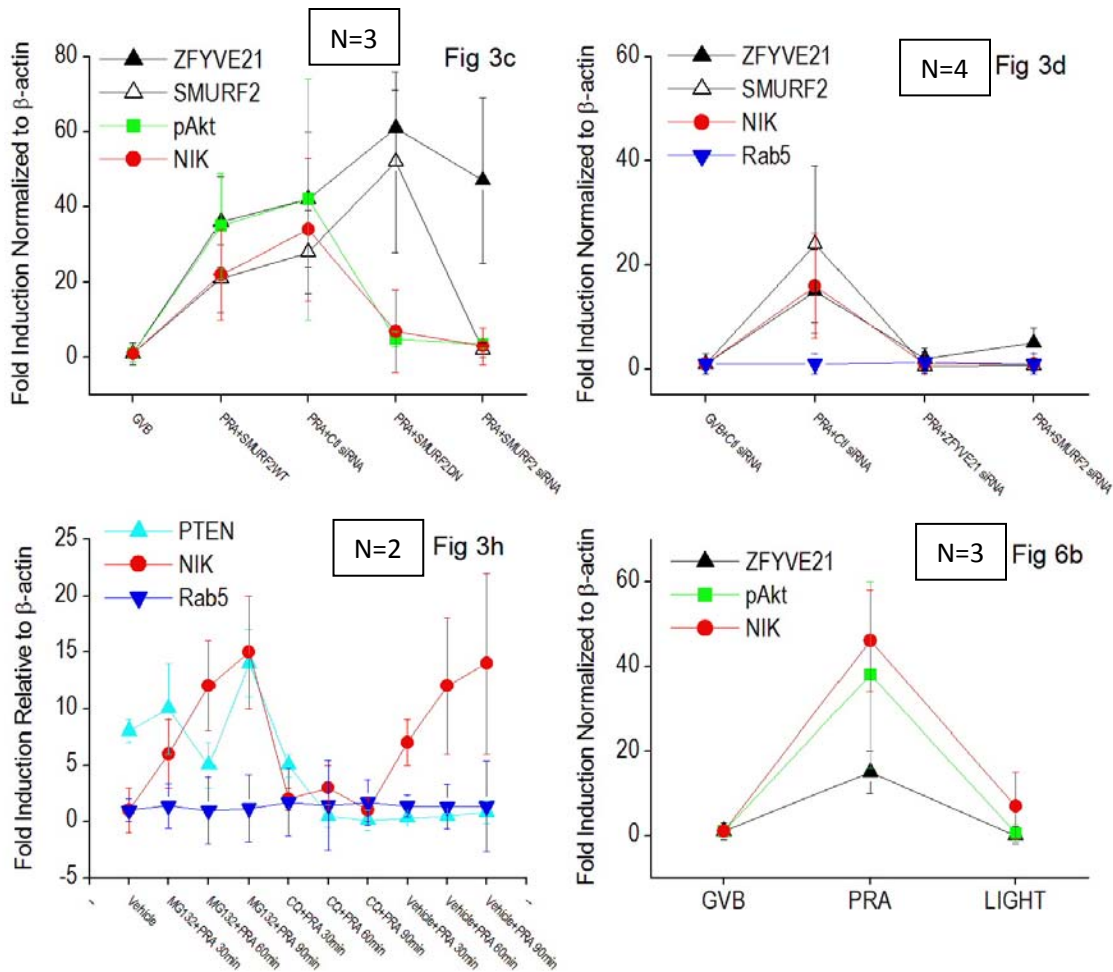 N=3
Fig 3c
ZFYVE21
SMURF2
pAkt
NIK
Fold Induction Normalized to β-actin
80
60
40
20
0
GVB
PRA+SMURF2WT
PRA+Ctl siRNA
PRA+SMURF2DN
PRA+SMURF2 siRNA
N=4
Fig 3d
ZFYVE21
SMURF2
NIK
Rab5
Fold Induction Normalized to β-actin
60
40
20
0
GVB+Ctl siRNA
PRA+Ctl siRNA
PRA+ZFYVE21 siRNA
PRA+SMURF2 siRNA
N=2
Fig 3h
PTEN
NIK
Rab5
Fold Induction Relative to β-actin
25
20
15
10
5
0
-5
--
Vehicle
MG132+PRA 30min
MG132+PRA 60min
MG132+PRA 90min
CQ+PRA 30min
CQ+PRA 60min
CQ+PRA 90min
Vehicle+PRA 30min
Vehicle+PRA 60min
Vehicle+PRA 90min
--
N=3
Fig 6b
ZFYVE21
pAkt
NIK
Fold Induction Normalized to β-actin
60
40
20
0
GVB
PRA
LIGHT